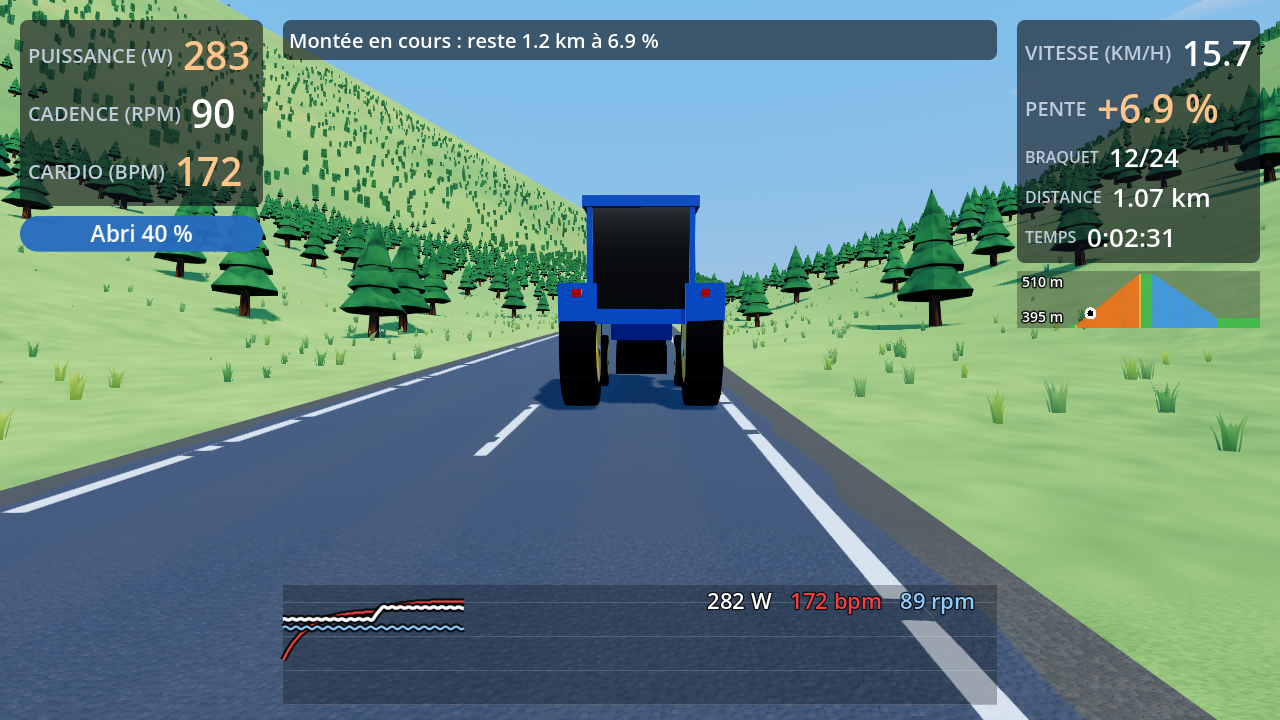 PUISSANCE (W) 283
CADENCE (RPM) 90
CARDIO (BPM) 172
Abri 40 %
Montée en cours : reste 1.2 km à 6.9 %
VITESSE (KM/H) 15.7
PENTE +6.9 %
BRAQUET 12/24
DISTANCE 1.07 km
TEMPS 0:02:31
510 m
395 m
282 W 172 bpm 89 rpm